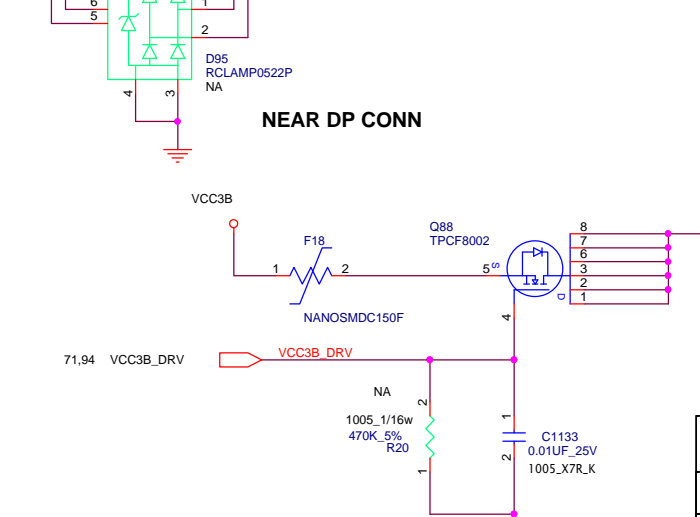 6
1
5
2
D95
RCLAMP0522P
NA
4
3
NEAR DP CONN
VCC3B
F18
1
2
NANOSMDC150F
Q88
TPCF8002
5
S
D
4
8
7
6
3
2
1
71,94 VCC3B_DRV
VCC3B_DRV
NA
2
1005_1/16w
470K_5%
R20
1
1
C1133
0.01UF_25V
2
1005_X7R_K